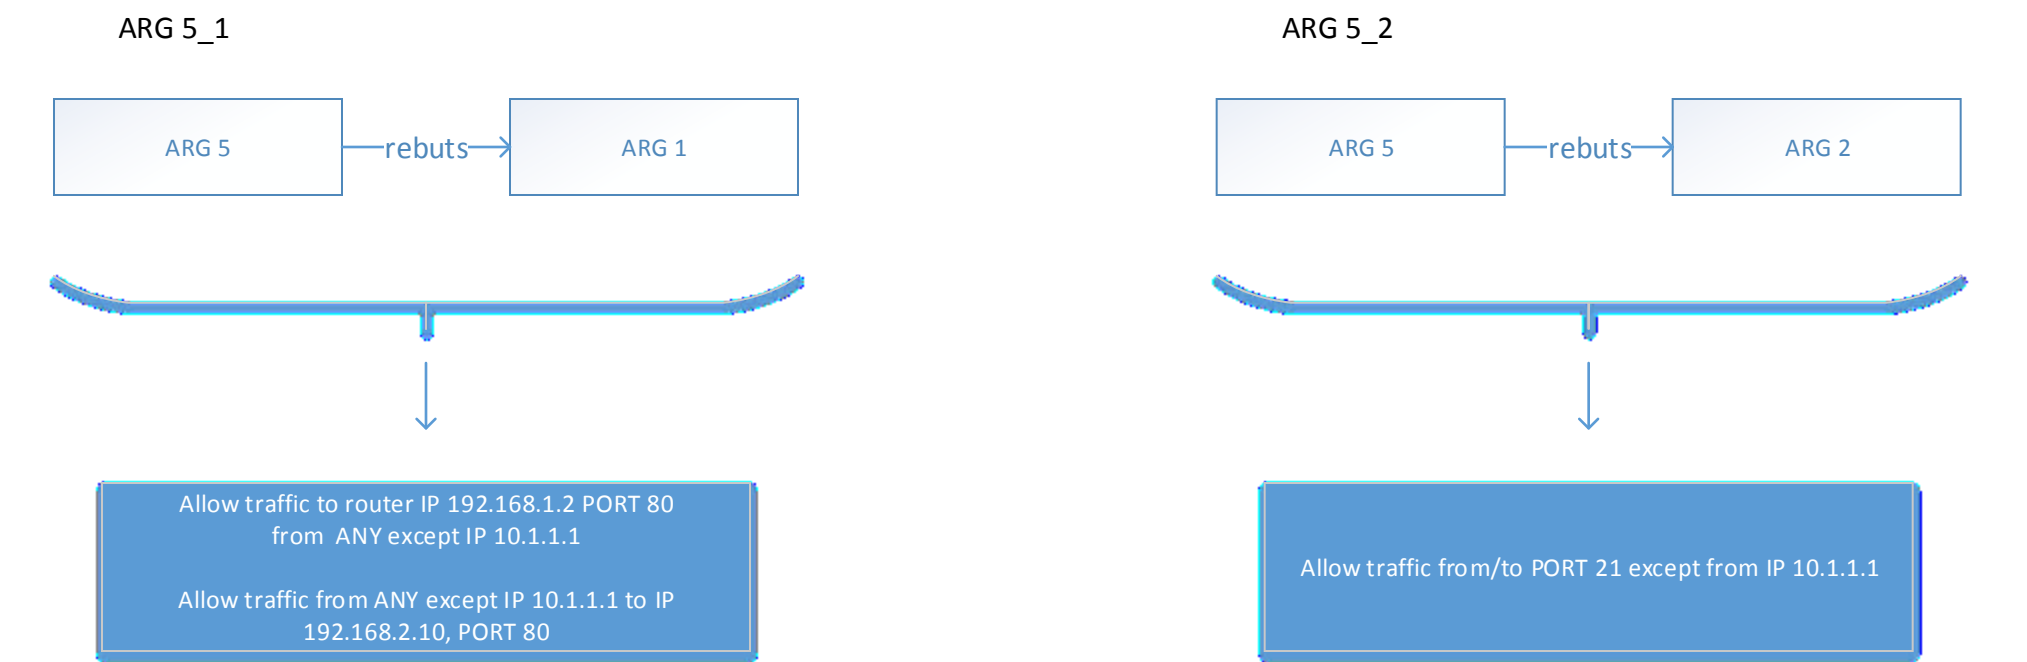 ARG 5_1
ARG 5 rebuts ARG 1
Allow traffic to router IP 192.168.1.2 PORT 80
from ANY except IP 10.1.1.1
Allow traffic from ANY except IP 10.1.1.1 to IP
192.168.2.10, PORT 80
ARG 5_2
ARG 5 rebuts ARG 2
Allow traffic from/to PORT 21 except from IP 10.1.1.1